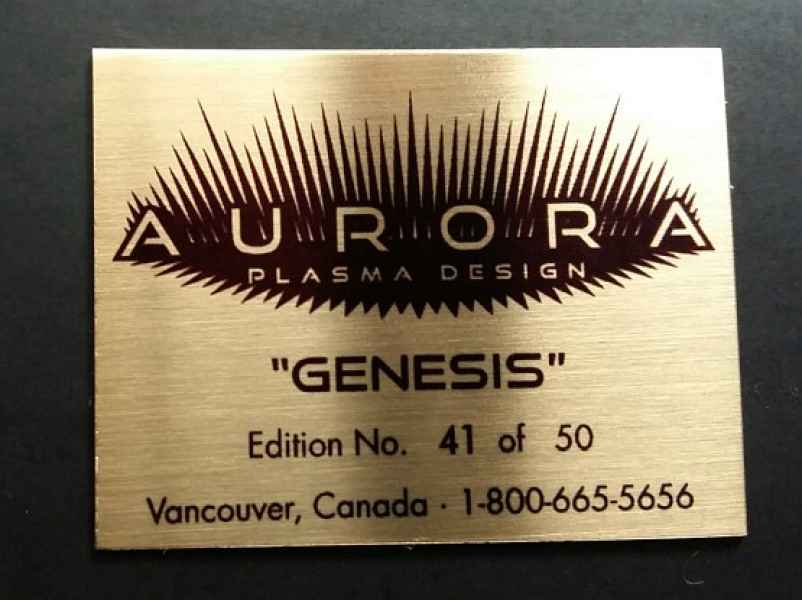 AURORA
PLASMA DESIGN
"GENESIS"
Edition No. 41 of 50
Vancouver, Canada · 1-800-665-5656